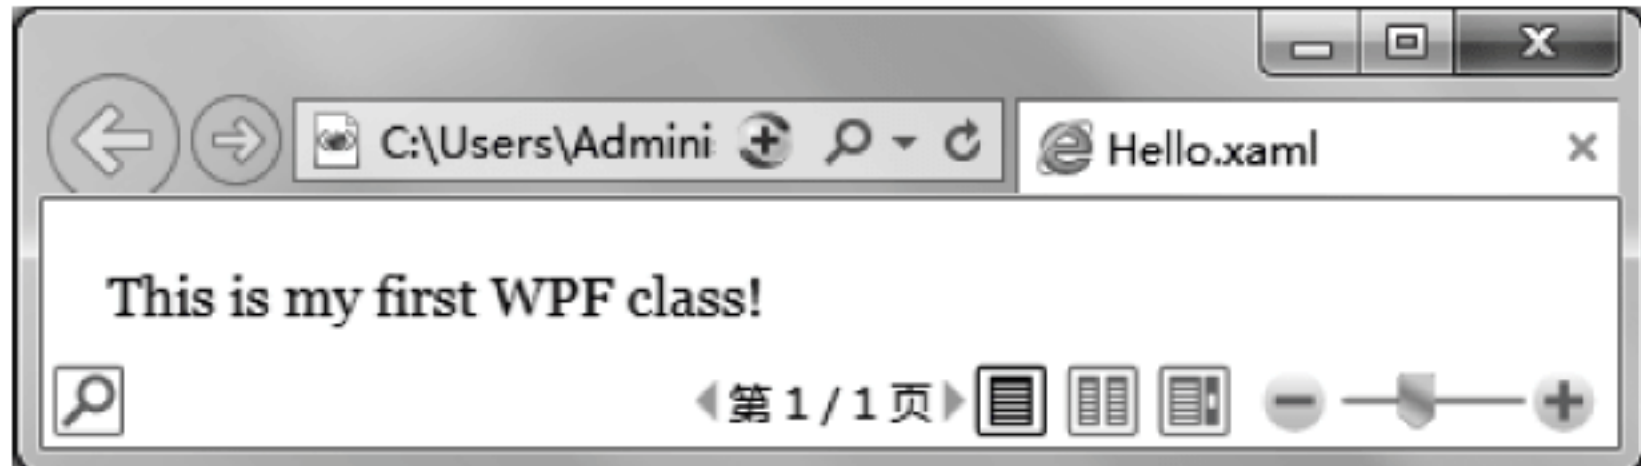 C:\Users\Admini
Hello.xaml
This is my first WPF class!
第 1 / 1 页